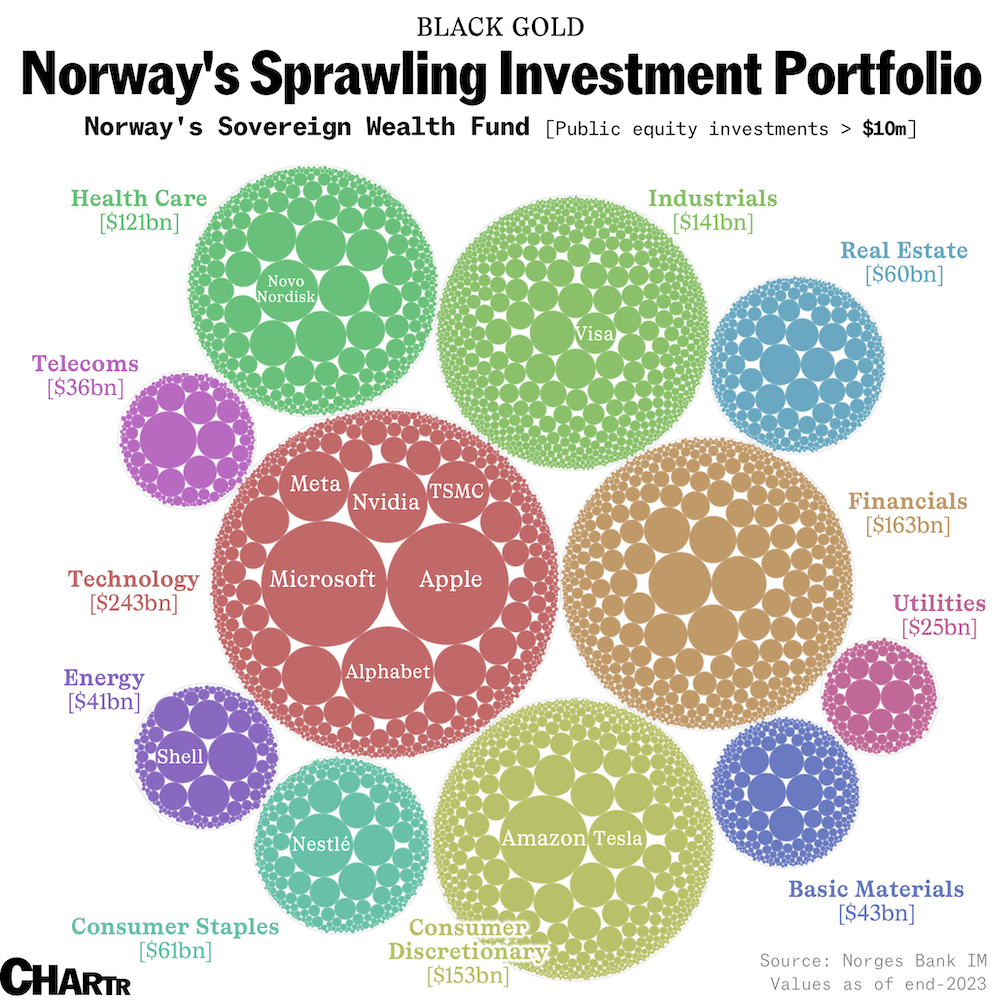 BLACK GOLD
Norway's Sprawling Investment Portfolio
Norway's Sovereign Wealth Fund [Public equity investments > $10m]
Health Care
[$121bn]
Industrials
[$141bn]
Real Estate
[$60bn]
Novo
Nordisk
Visa
Telecoms
[$36bn]
Meta
Nvidia
TSMC
Financials
[$163bn]
Technology
[$243bn]
Microsoft
Apple
Utilities
[$25bn]
Alphabet
Energy
[$41bn]
Shell
Nestlé
Amazon
Tesla
Basic Materials
[$43bn]
Consumer Staples
[$61bn]
Consumer
Discretionary
[$153bn]
CHARTR
Source: Norges Bank IM
Values as of end-2023